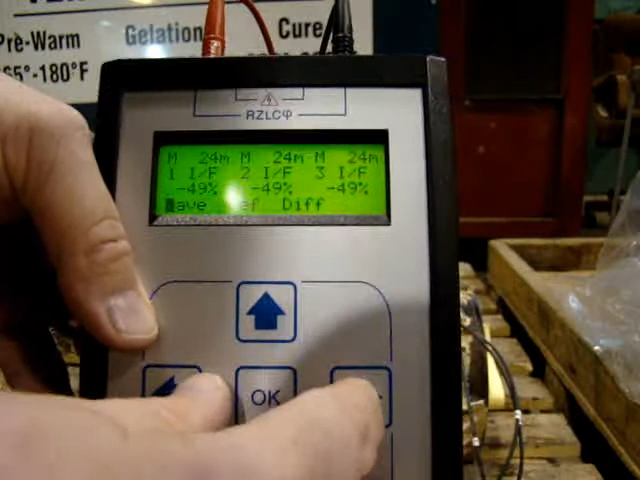 Pre-Warm Gelation Cure
65°-180°F
RZLCφ
M 24m M 24m M 24m
1 I/F 2 I/F 3 I/F
-49% -49% -49%
ave ef Diff
OK